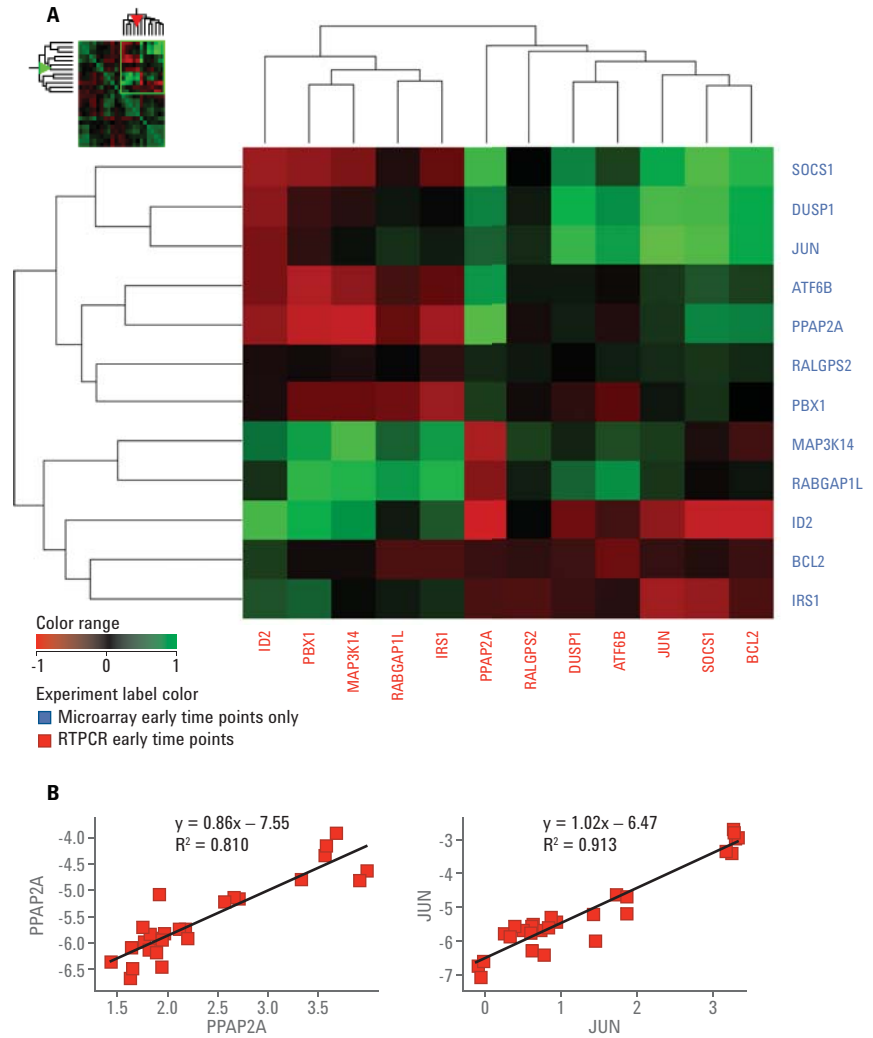 A
SOCS1
DUSP1
JUN
ATF6B
PPAP2A
RALGPS2
PBX1
MAP3K14
RABGAP1L
ID2
BCL2
IRS1
ID2
PBX1
MAP3K14
RABGAP1L
IRS1
PPAP2A
RALGPS2
DUSP1
ATF6B
JUN
SOCS1
BCL2
Color range
-1 0 1
Experiment label color
Microarray early time points only
RTPCR early time points
B
y = 0.86x – 7.55
R² = 0.810
PPAP2A
-4.0
-4.5
-5.0
-5.5
-6.0
-6.5
1.5 2.0 2.5 3.0 3.5
PPAP2A
y = 1.02x – 6.47
R² = 0.913
JUN
-3
-4
-5
-6
-7
0 1 2 3
JUN